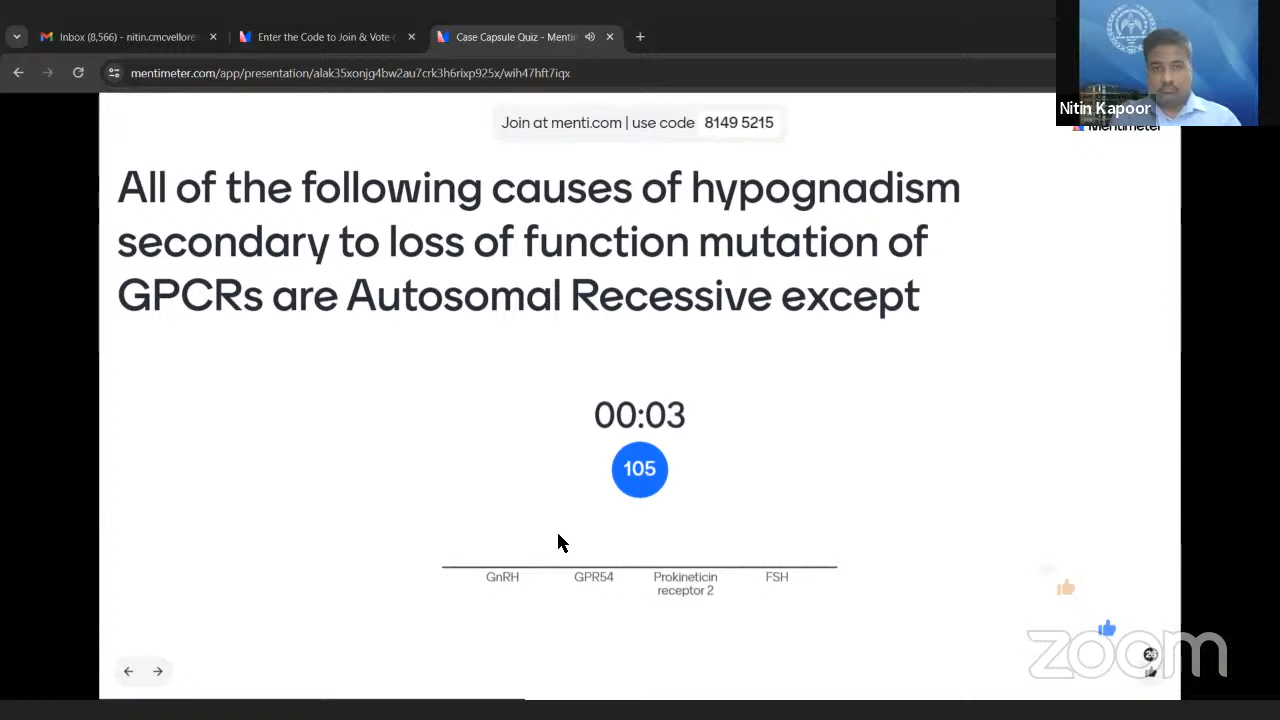 Inbox (8,566) - nitin.cmcvellore
Enter the Code to Join & Vote
Case Capsule Quiz - Mentim
mentimeter.com/app/presentation/alak35xonjg4bw2au7crk3h6rixp925x/wih47hft7iqx
Nitin Kapoor
Mentimeter
Join at menti.com | use code 8149 5215
All of the following causes of hypognadism
secondary to loss of function mutation of
GPCRs are Autosomal Recessive except
00:03
105
GnRH
GPR54
Prokineticin
receptor 2
FSH
zoom